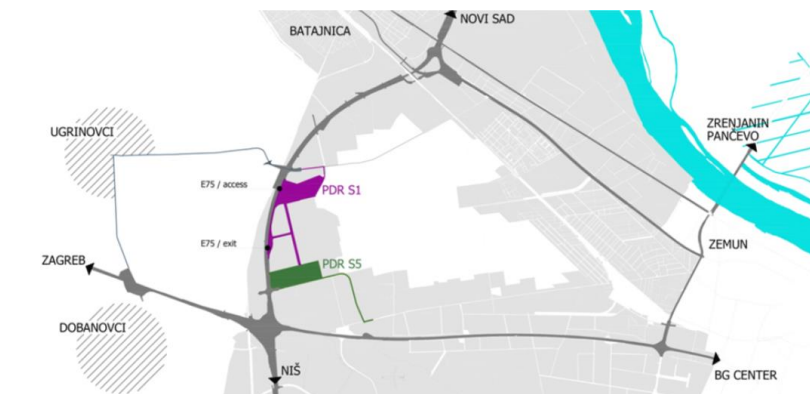 NOVI SAD
BATAJNICA
ZRENJANIN
PANČEVO
UGRINOVCI
E75 / access
PDR S1
E75 / exit
ZEMUN
ZAGREB
PDR S5
DOBANOVCI
NIŠ
BG CENTER